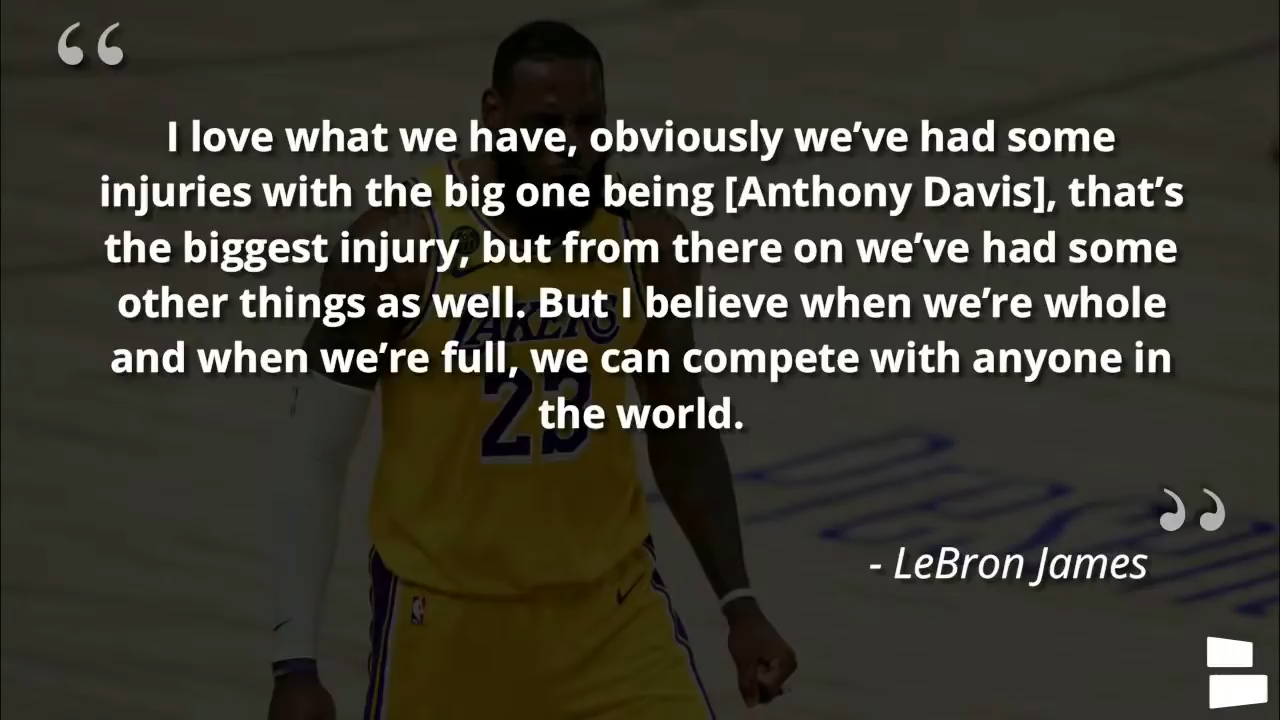 “
I love what we have, obviously we’ve had some
injuries with the big one being [Anthony Davis], that’s
the biggest injury, but from there on we’ve had some
other things as well. But I believe when we’re whole
and when we’re full, we can compete with anyone in
the world.
”
- LeBron James
LAKERS
23